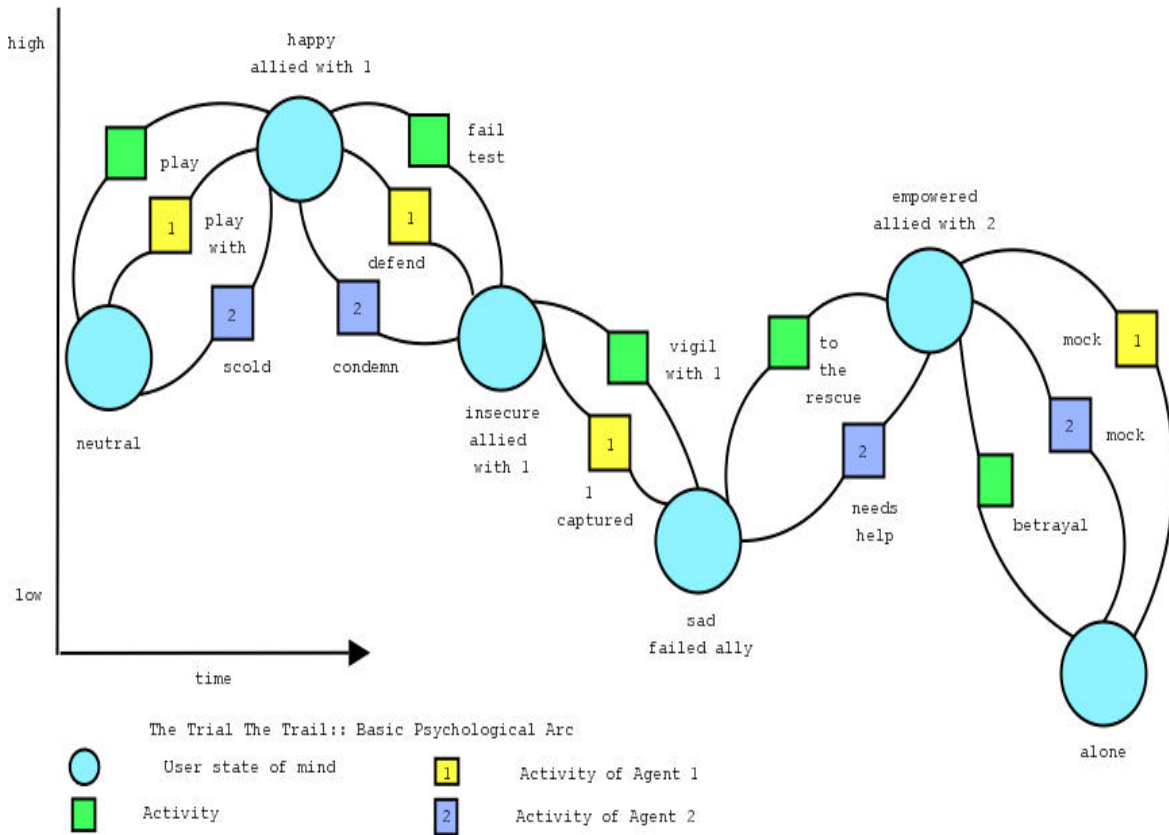 high
happy
allied with 1
play
fail
test
1
play
with
1
defend
2
scold
2
condemn
neutral
insecure
allied
with 1
vigil
with 1
1
1
captured
sad
failed ally
to
the
rescue
2
needs
help
empowered
allied with 2
mock
1
2
mock
betrayal
alone
low
time
The Trial The Trail:: Basic Psychological Arc
User state of mind
1
Activity of Agent 1
Activity
2
Activity of Agent 2